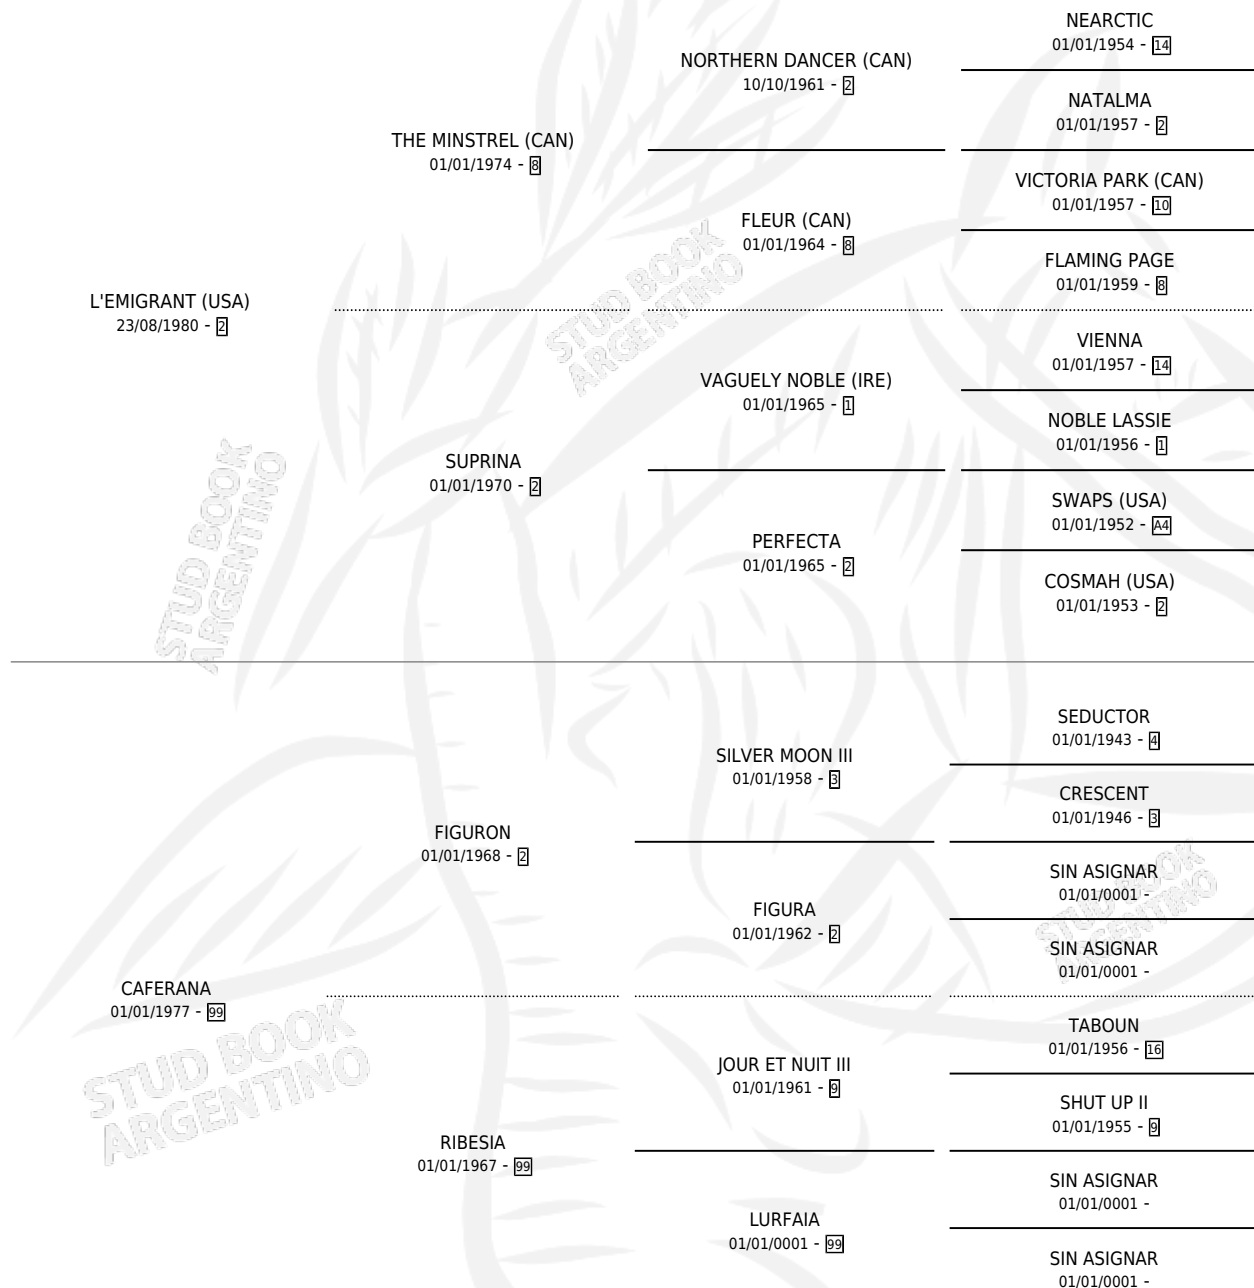 NEARCTIC
01/01/1954 - 14
NORTHERN DANCER (CAN)
10/10/1961 - 2
NATALMA
01/01/1957 - 2
THE MINSTREL (CAN)
01/01/1974 - 8
VICTORIA PARK (CAN)
01/01/1957 - 10
FLEUR (CAN)
01/01/1964 - 8
FLAMING PAGE
01/01/1959 - 8
L'EMIGRANT (USA)
23/08/1980 - 2
VIENNA
01/01/1957 - 14
VAGUELY NOBLE (IRE)
01/01/1965 - 1
NOBLE LASSIE
01/01/1956 - 1
SUPRINA
01/01/1970 - 2
SWAPS (USA)
01/01/1952 - A4
PERFECTA
01/01/1965 - 2
COSMAH (USA)
01/01/1953 - 2
SEDUCTOR
01/01/1943 - 4
SILVER MOON III
01/01/1958 - 3
CRESCENT
01/01/1946 - 3
FIGURON
01/01/1968 - 2
SIN ASIGNAR
01/01/0001 -
FIGURA
01/01/1962 - 2
SIN ASIGNAR
01/01/0001 -
CAFERANA
01/01/1977 - 99
TABOUN
01/01/1956 - 16
JOUR ET NUIT III
01/01/1961 - 9
SHUT UP II
01/01/1955 - 9
RIBESIA
01/01/1967 - 99
SIN ASIGNAR
01/01/0001 -
LURFAIA
01/01/0001 - 99
SIN ASIGNAR
01/01/0001 -
STUD BOOK
ARGENTINO
STUD BOOK
ARGENTINO
STUD BOOK
ARGENTINO
STUD BOOK
ARGENTINO